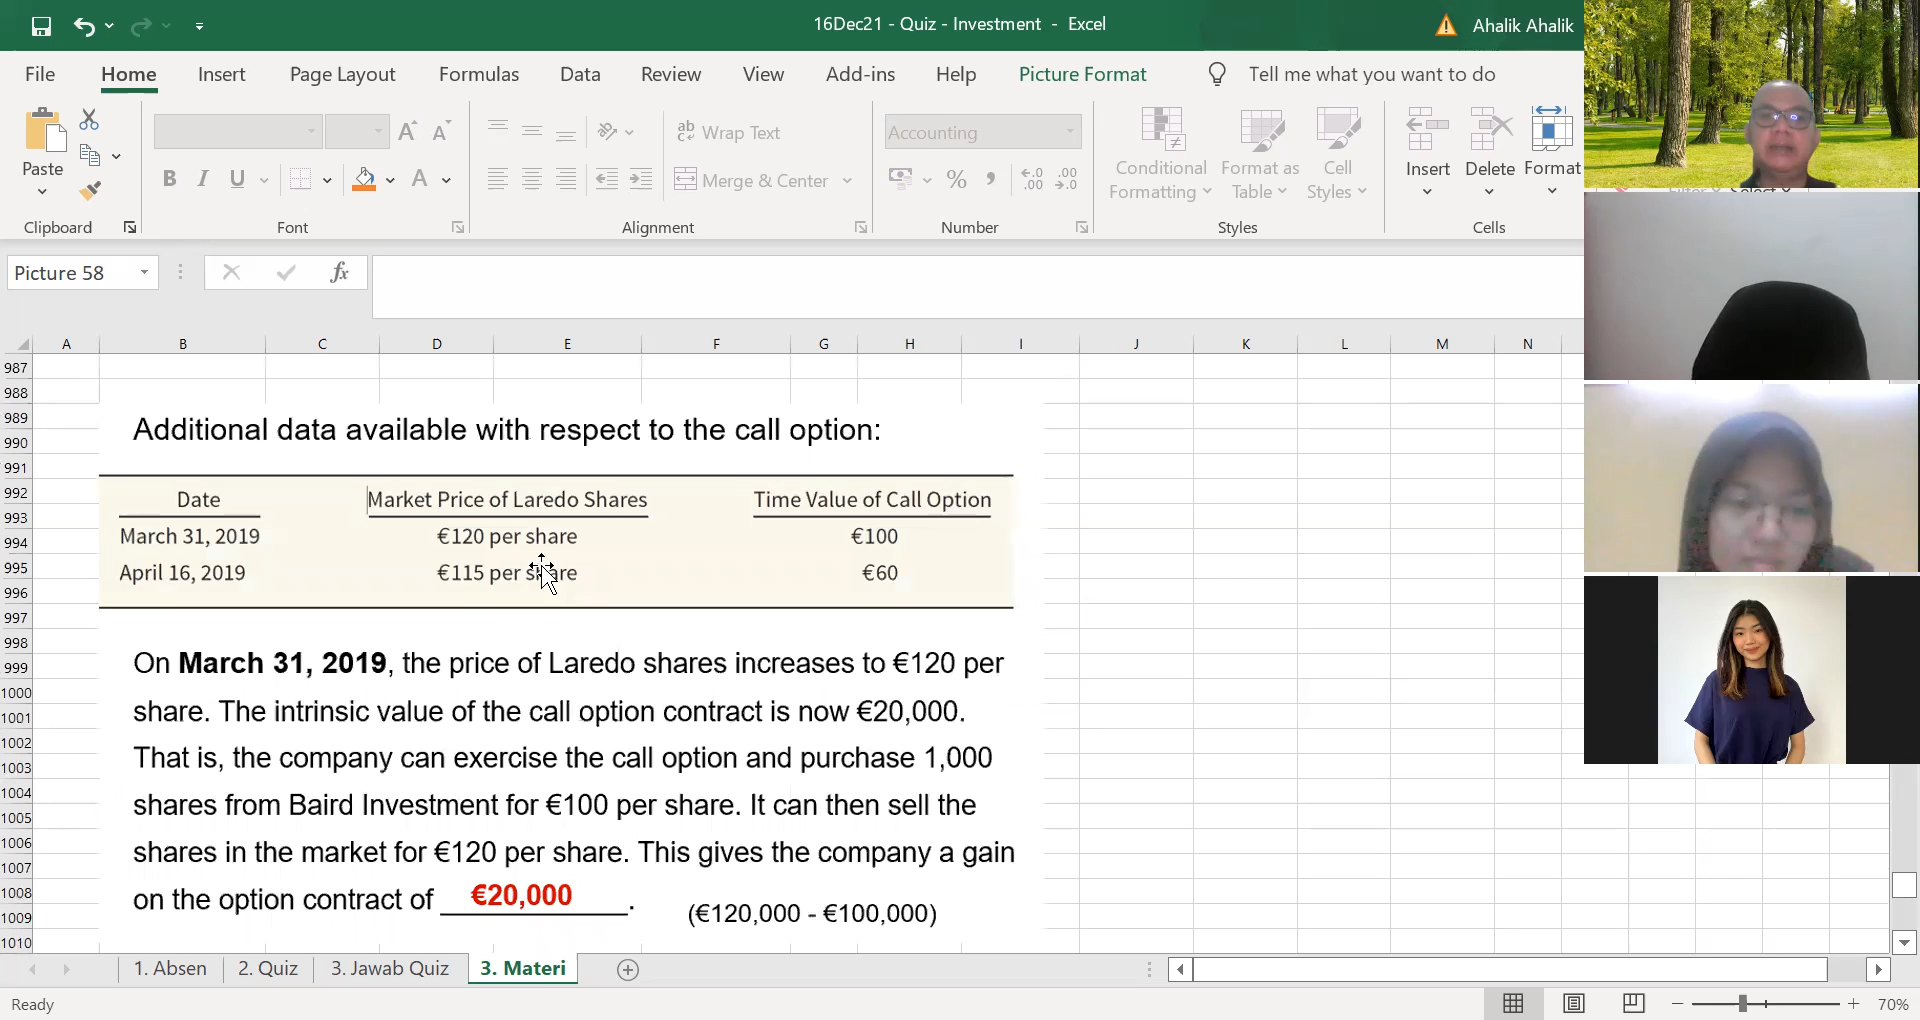 16Dec21 - Quiz - Investment - Excel
Ahalik Ahalik
File Home Insert Page Layout Formulas Data Review View Add-ins Help Picture Format Tell me what you want to do
Paste
Wrap Text
Merge & Center
Accounting
Conditional Formatting
Format as Table
Cell Styles
Insert Delete Format
Clipboard Font Alignment Number Styles Cells
Picture 58
fx
A B C D E F G H I J K L M N
987
988
989
990
991
992
993
994
995
996
997
998
999
1000
1001
1002
1003
1004
1005
1006
1007
1008
1009
1010
Additional data available with respect to the call option:
Date Market Price of Laredo Shares Time Value of Call Option
March 31, 2019 €120 per share €100
April 16, 2019 €115 per share €60
On March 31, 2019, the price of Laredo shares increases to €120 per
share. The intrinsic value of the call option contract is now €20,000.
That is, the company can exercise the call option and purchase 1,000
shares from Baird Investment for €100 per share. It can then sell the
shares in the market for €120 per share. This gives the company a gain
on the option contract of €20,000.
(€120,000 - €100,000)
1. Absen 2. Quiz 3. Jawab Quiz 3. Materi
Ready
70%